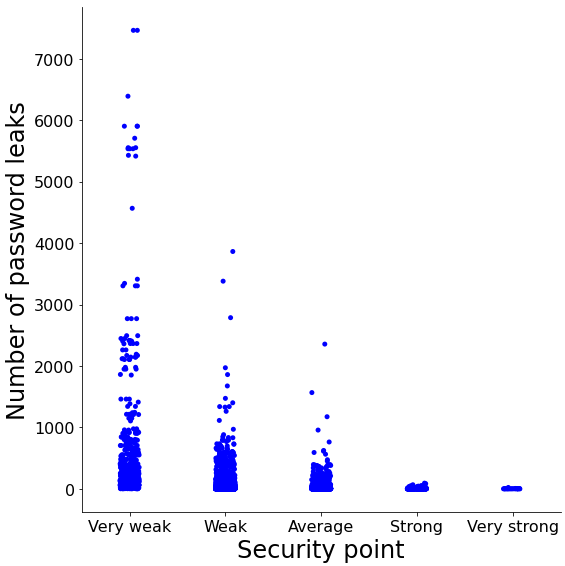 Number of password leaks
7000
6000
5000
4000
3000
2000
1000
0
Very weak Weak Average Strong Very strong
Security point